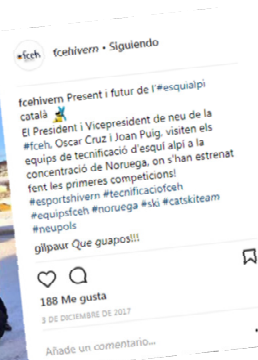 fceh
fcehivern • Siguiendo
fcehivern Present i futur de l'#esquialpi
català
El President i Vicepresident de neu de la
#fceh, Oscar Cruz i Joan Puig, visiten els
equips de tecnificació d'esquí alpí a la
concentració de Noruega, on s'han estrenat
fent les primeres competicions!
#esportshivern #tecnificaciofceh
#equipsfceh #noruega #ski #catskiteam
#neupols
gilpaur Que guapos!!!
188 Me gusta
5 DE DICIEMBRE DE 2017
Añade un comentario...